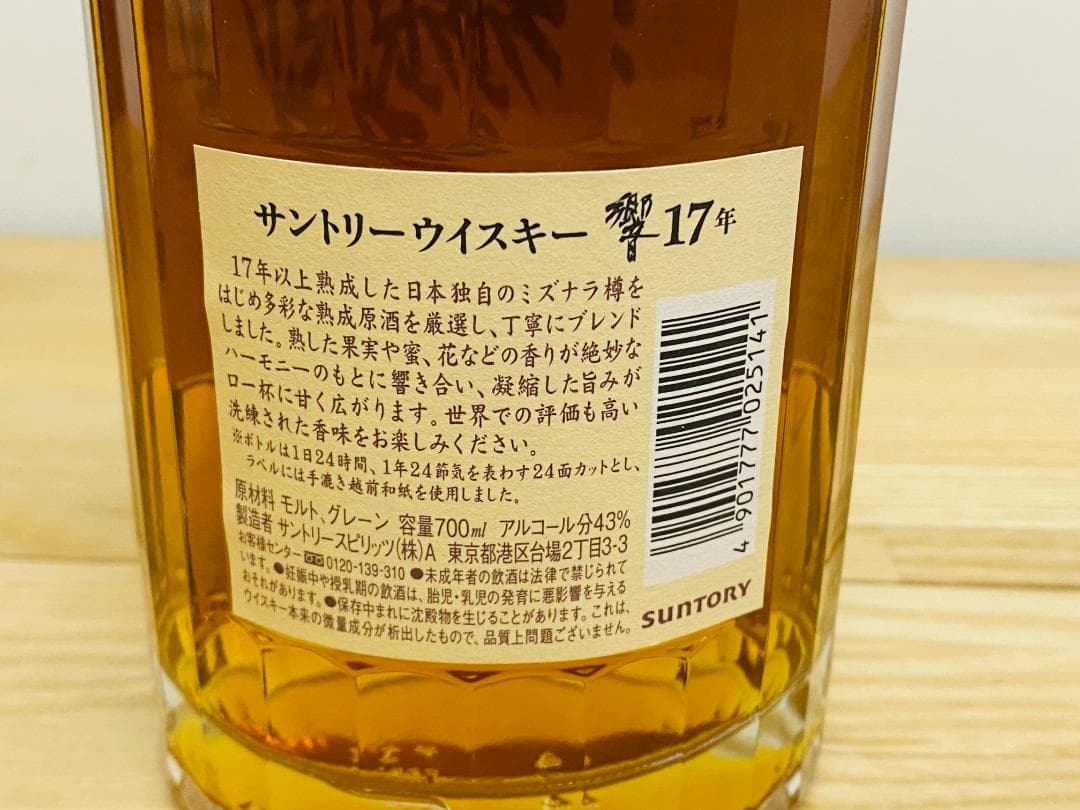 サントリーウイスキー 響 17年
17年以上熟成した日本独自のミズナラ樽を
はじめ多彩な熟成原酒を厳選し、丁寧にブレンド
しました。熟した果実や蜜、花などの香りが絶妙な
ハーモニーのもとに響き合い、凝縮した旨みが
口一杯に甘く広がります。世界での評価も高い
洗練された香味をお楽しみください。
※ボトルは1日24時間、1年24節気を表わす24面カットとし、
ラベルには手漉き越前和紙を使用しました。
原材料 モルト、グレーン 容量700ml アルコール分43%
製造者 サントリースピリッツ(株)A 東京都港区台場2丁目3-3
お客様センター 0120-139-310 ●未成年者の飲酒は法律で禁じられて
います。●妊娠中や授乳期の飲酒は、胎児・乳児の発育に悪影響を与える
おそれがあります。●保存中まれに沈殿物を生じることがあります。これは、
ウイスキー本来の微量成分が析出したもので、品質上問題ございません。
4 901777 025141
SUNTORY